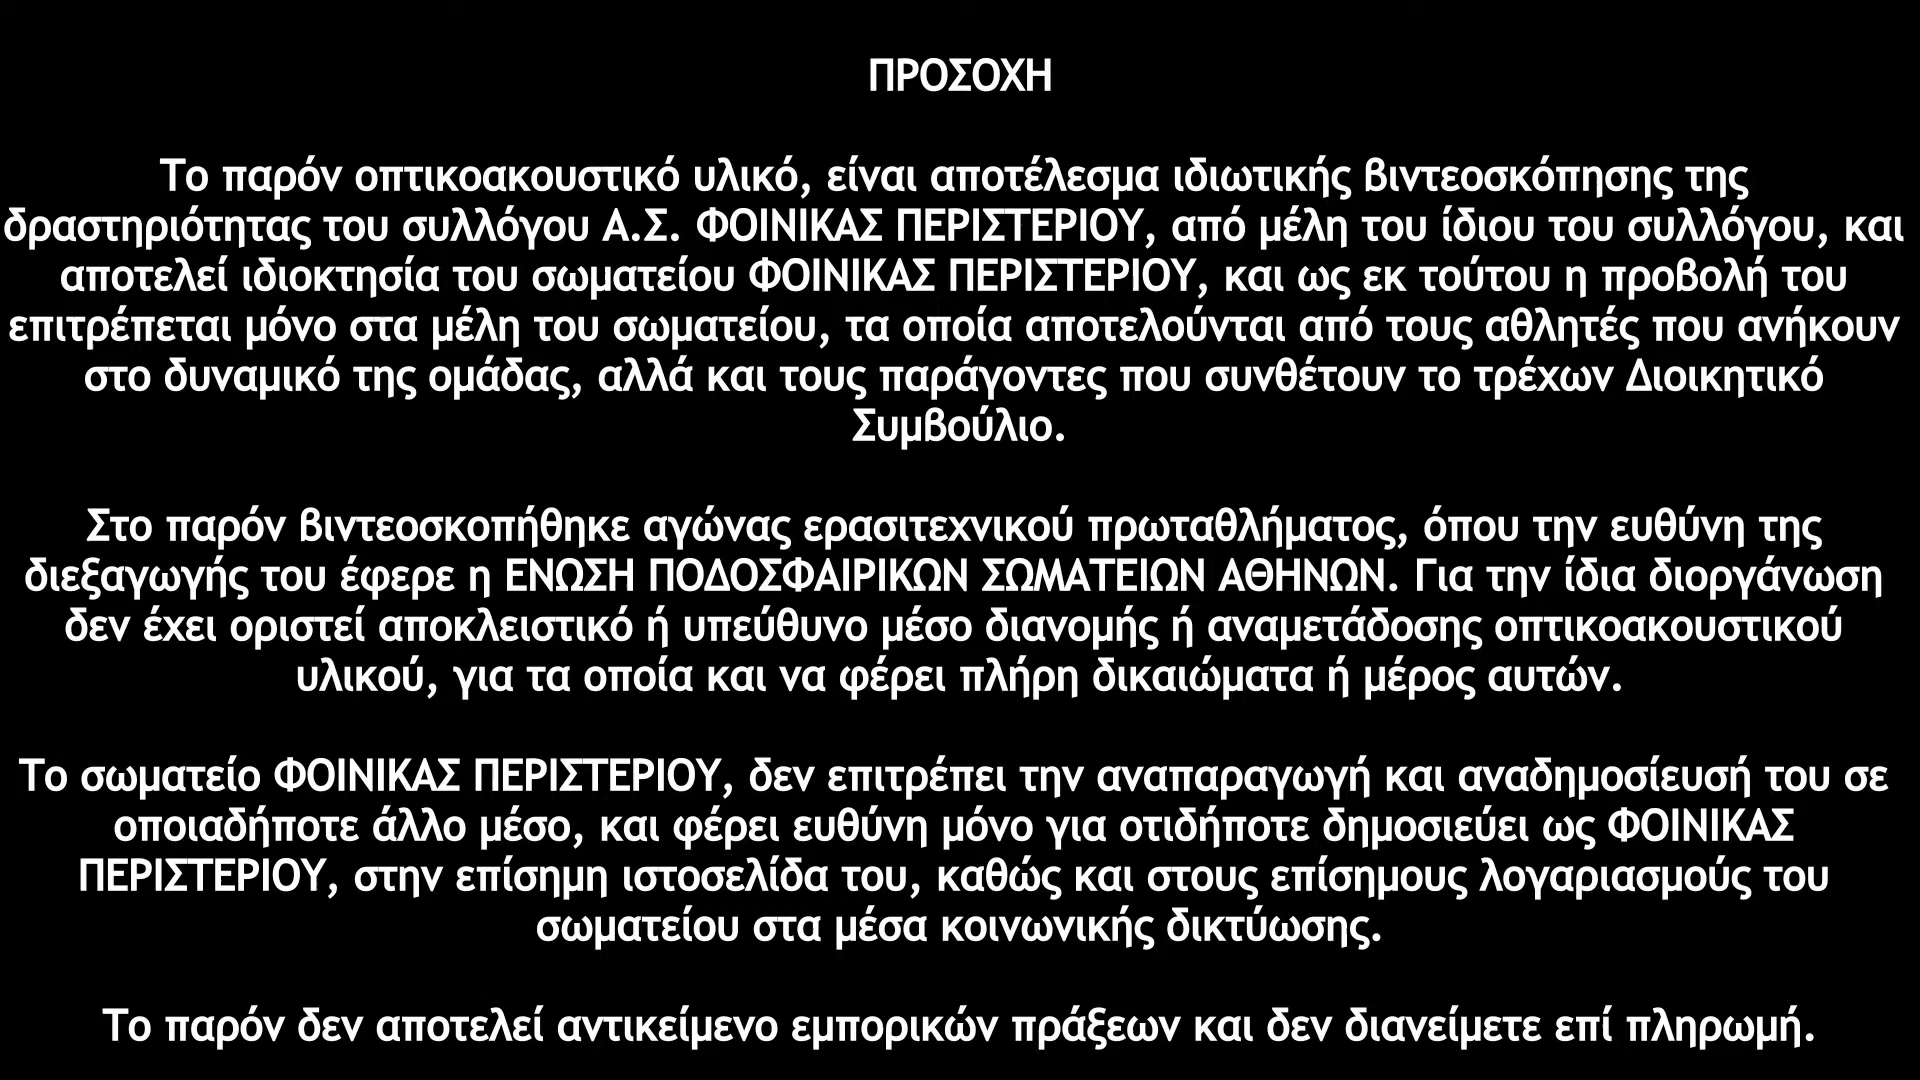 ΠΡΟΣΟΧΗ
Το παρόν οπτικοακουστικό υλικό, είναι αποτέλεσμα ιδιωτικής βιντεοσκόπησης της
δραστηριότητας του συλλόγου Α.Σ. ΦΟΙΝΙΚΑΣ ΠΕΡΙΣΤΕΡΙΟΥ, από μέλη του ίδιου του συλλόγου, και
αποτελεί ιδιοκτησία του σωματείου ΦΟΙΝΙΚΑΣ ΠΕΡΙΣΤΕΡΙΟΥ, και ως εκ τούτου η προβολή του
επιτρέπεται μόνο στα μέλη του σωματείου, τα οποία αποτελούνται από τους αθλητές που ανήκουν
στο δυναμικό της ομάδας, αλλά και τους παράγοντες που συνθέτουν το τρέχων Διοικητικό
Συμβούλιο.
Στο παρόν βιντεοσκοπήθηκε αγώνας ερασιτεχνικού πρωταθλήματος, όπου την ευθύνη της
διεξαγωγής του έφερε η ΕΝΩΣΗ ΠΟΔΟΣΦΑΙΡΙΚΩΝ ΣΩΜΑΤΕΙΩΝ ΑΘΗΝΩΝ. Για την ίδια διοργάνωση
δεν έχει οριστεί αποκλειστικό ή υπεύθυνο μέσο διανομής ή αναμετάδοσης οπτικοακουστικού
υλικού, για τα οποία και να φέρει πλήρη δικαιώματα ή μέρος αυτών.
Το σωματείο ΦΟΙΝΙΚΑΣ ΠΕΡΙΣΤΕΡΙΟΥ, δεν επιτρέπει την αναπαραγωγή και αναδημοσίευσή του σε
οποιαδήποτε άλλο μέσο, και φέρει ευθύνη μόνο για οτιδήποτε δημοσιεύει ως ΦΟΙΝΙΚΑΣ
ΠΕΡΙΣΤΕΡΙΟΥ, στην επίσημη ιστοσελίδα του, καθώς και στους επίσημους λογαριασμούς του
σωματείου στα μέσα κοινωνικής δικτύωσης.
Το παρόν δεν αποτελεί αντικείμενο εμπορικών πράξεων και δεν διανείμετε επί πληρωμή.